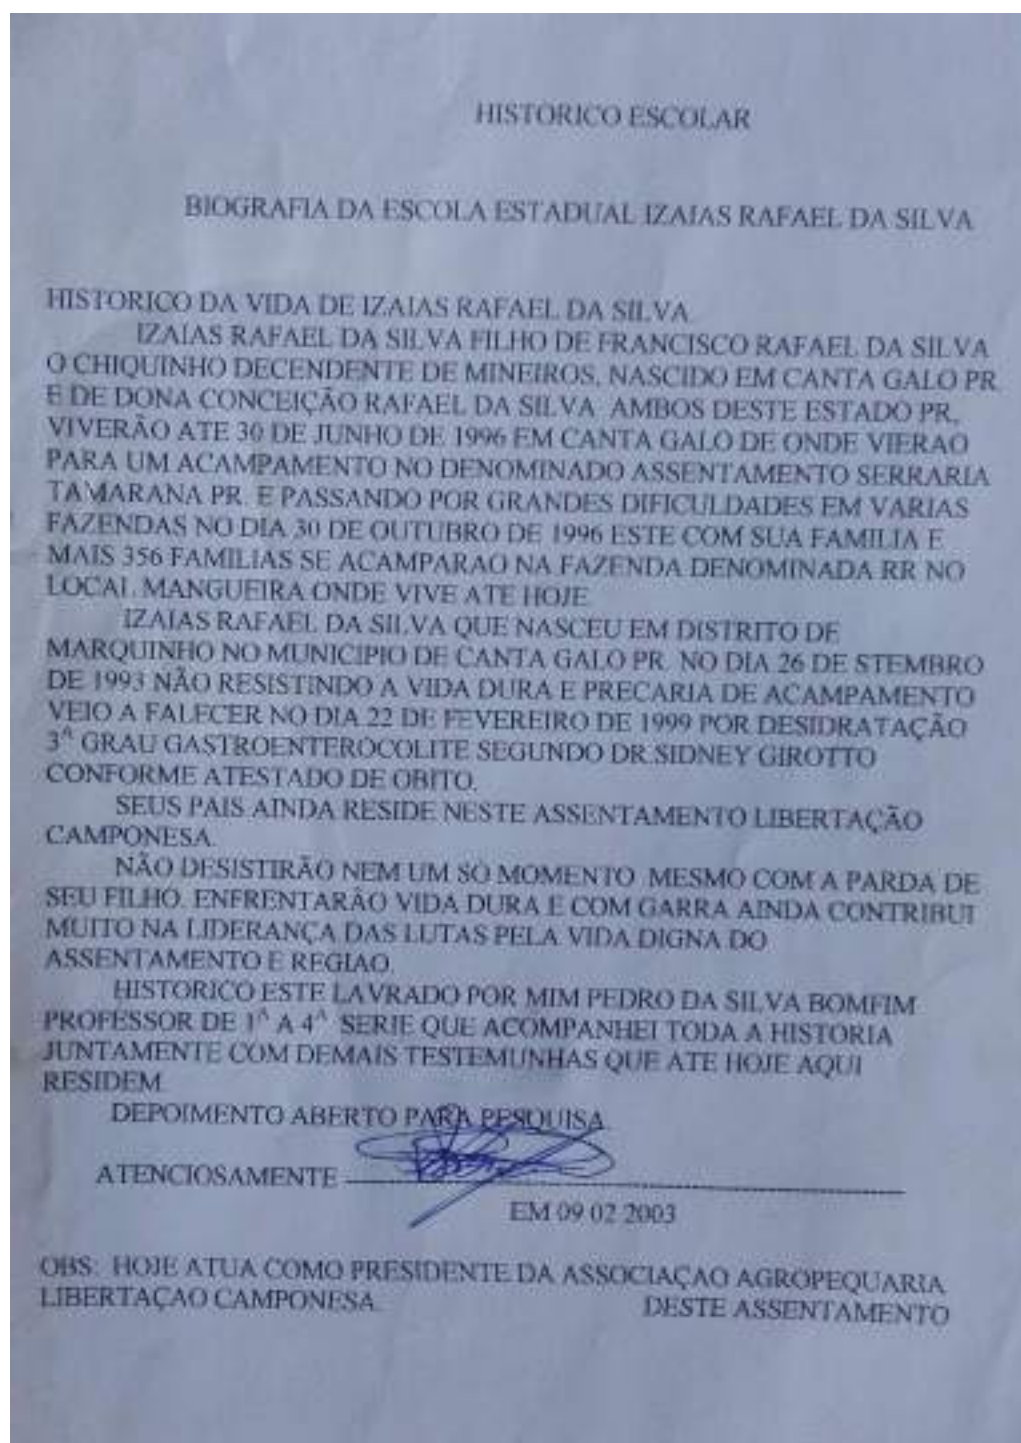 HISTORICO ESCOLAR
BIOGRAFIA DA ESCOLA ESTADUAL IZAIAS RAFAEL DA SILVA
HISTORICO DA VIDA DE IZAIAS RAFAEL DA SILVA
IZAIAS RAFAEL DA SILVA FILHO DE FRANCISCO RAFAEL DA SILVA
O CHIQUINHO DECENDENTE DE MINEIROS, NASCIDO EM CANTA GALO PR
E DE DONA CONCEIÇÃO RAFAEL DA SILVA AMBOS DESTE ESTADO PR,
VIVERÃO ATE 30 DE JUNHO DE 1996 EM CANTA GALO DE ONDE VIERAO
PARA UM ACAMPAMENTO NO DENOMINADO ASSENTAMENTO SERRARIA
TAMARANA PR. E PASSANDO POR GRANDES DIFICULDADES EM VARIAS
FAZENDAS NO DIA 30 DE OUTUBRO DE 1996 ESTE COM SUA FAMILIA E
MAIS 356 FAMILIAS SE ACAMPARAO NA FAZENDA DENOMINADA RR NO
LOCAL MANGUEIRA ONDE VIVE ATE HOJE
IZAIAS RAFAEL DA SILVA QUE NASCEU EM DISTRITO DE
MARQUINHO NO MUNICIPIO DE CANTA GALO PR. NO DIA 26 DE STEMBRO
DE 1993 NÃO RESISTINDO A VIDA DURA E PRECARIA DE ACAMPAMENTO
VEIO A FALECER NO DIA 22 DE FEVEREIRO DE 1999 POR DESIDRATAÇÃO
3ª GRAU GASTROENTEROCOLITE SEGUNDO DR.SIDNEY GIROTTO
CONFORME ATESTADO DE OBITO.
SEUS PAIS AINDA RESIDE NESTE ASSENTAMENTO LIBERTAÇÃO
CAMPONESA.
NÃO DESISTIRÃO NEM UM SO MOMENTO MESMO COM A PARDA DE
SEU FILHO. ENFRENTARÃO VIDA DURA E COM GARRA AINDA CONTRIBUI
MUITO NA LIDERANÇA DAS LUTAS PELA VIDA DIGNA DO
ASSENTAMENTO E REGIAO.
HISTORICO ESTE LAVRADO POR MIM PEDRO DA SILVA BOMFIM
PROFESSOR DE 1ª A 4ª SERIE QUE ACOMPANHEI TODA A HISTORIA
JUNTAMENTE COM DEMAIS TESTEMUNHAS QUE ATE HOJE AQUI
RESIDEM.
DEPOIMENTO ABERTO PARA PESQUISA
ATENCIOSAMENTE
EM 09 02 2003
OBS: HOJE ATUA COMO PRESIDENTE DA ASSOCIAÇAO AGROPEQUARIA
LIBERTAÇAO CAMPONESA. DESTE ASSENTAMENTO